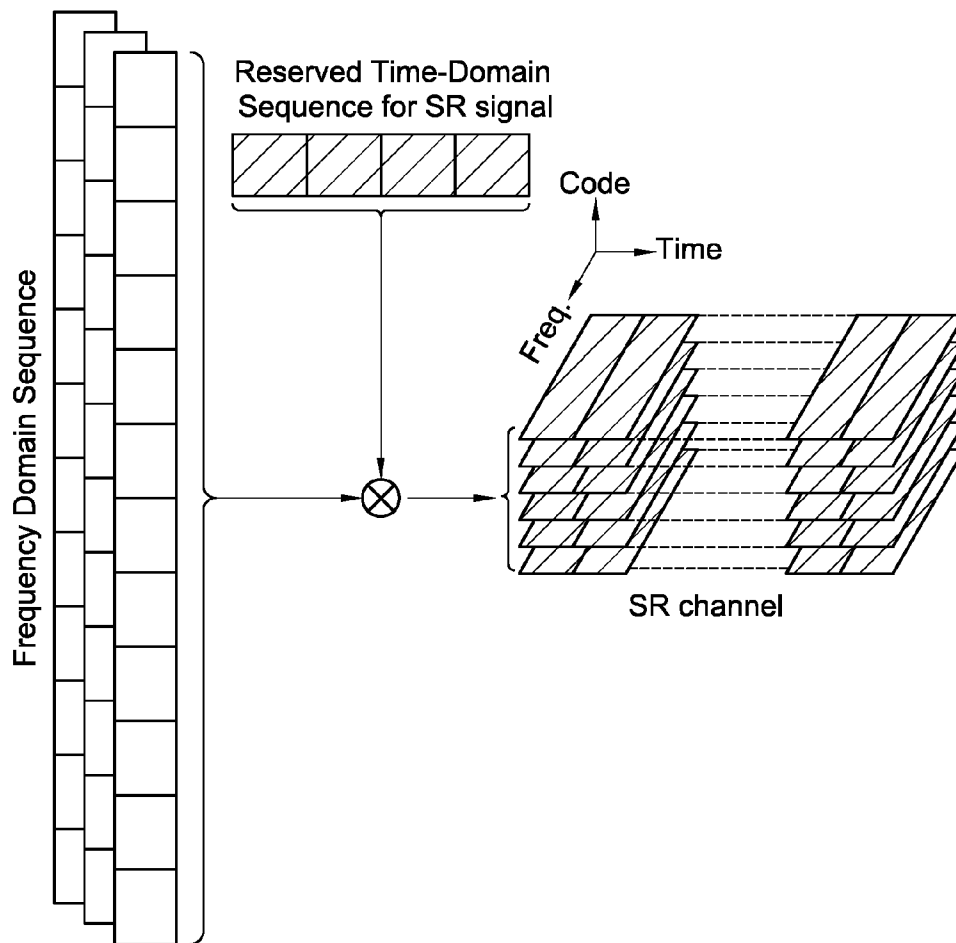 Reserved Time-Domain
Sequence for SR signal
Code
Time
Freq.
Frequency Domain Sequence
SR channel